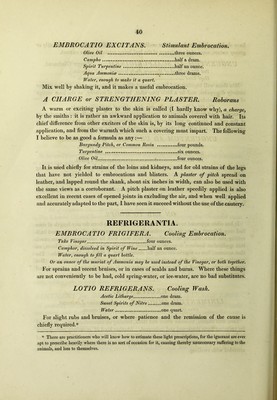 40
EMBROCATIO EXCITANS. Stimulant Embrocation.
Olive Oil ........three ounces.
Campho ........half a dram.
Spirit Turpentine ........half an ounce.
Aqua Ammoniæ ........three drams.
Water, enough to make it a quart.
Mix well by shaking it, and it makes a useful embrocation.
A CHARGE or STRENGTHENING PLASTER. Roborans
A warm or exciting plaster to the skin is called (I hardly know why), a charge,
by the smiths: it is rather an awkward application to animals covered with hair. Its
chief difference from other exciters of the skin is, by its long continued and constant
application, and from the warmth which such a covering must impart. The following
I believe to be as good a formula as any:—
Burgundy Pitch, or Common Rosin ........four pounds.
Turpentine ........six ounces.
Olive Oil ........four ounces.
It is used chiefly for strains of the loins and kidneys, and for old strains of the legs
that have not yielded to embrocations and blisters. A plaster of pitch spread on
leather, and lapped round the shank, about six inches in width, can also be used with
the same views as a corroborant. A pitch plaster on leather speedily applied is also
excellent in recent cases of opened joints in excluding the air, and when well applied
and accurately adapted to the part, I have seen it succeed without the use of the cautery.
REFRIGERANTIA.
EMBROCATIO FRIGIFERA. Cooling Embrocation.
Take Vinegar ........four ounces.
Camphor, dissolved in Spirit of Wine ....half an ounce.
Water, enough to fill a quart bottle.
Or an ounce of the muriat of Ammonia may be used instead of the Vinegar, or both together.
For sprains and recent bruises, or in cases of scalds and burns. Where these things
are not conveniently to be had, cold spring-water, or ice-water, are no bad substitutes.
LOTIO REFRIGERANS. Cooling Wash.
Acetic Litharge ........one dram.
Sweet Spirits of Nitre ........one dram.
Water ........one quart.
For slight rubs and bruises, or where patience and the remission of the cause is
chiefly required.*
* There are practitioners who will know how to estimate these light prescriptions, for the ignorant are ever
apt to prescribe heavily where there is no sort of occasion for it, causing thereby unnecessary suffering to the
animals, and loss to themselves.